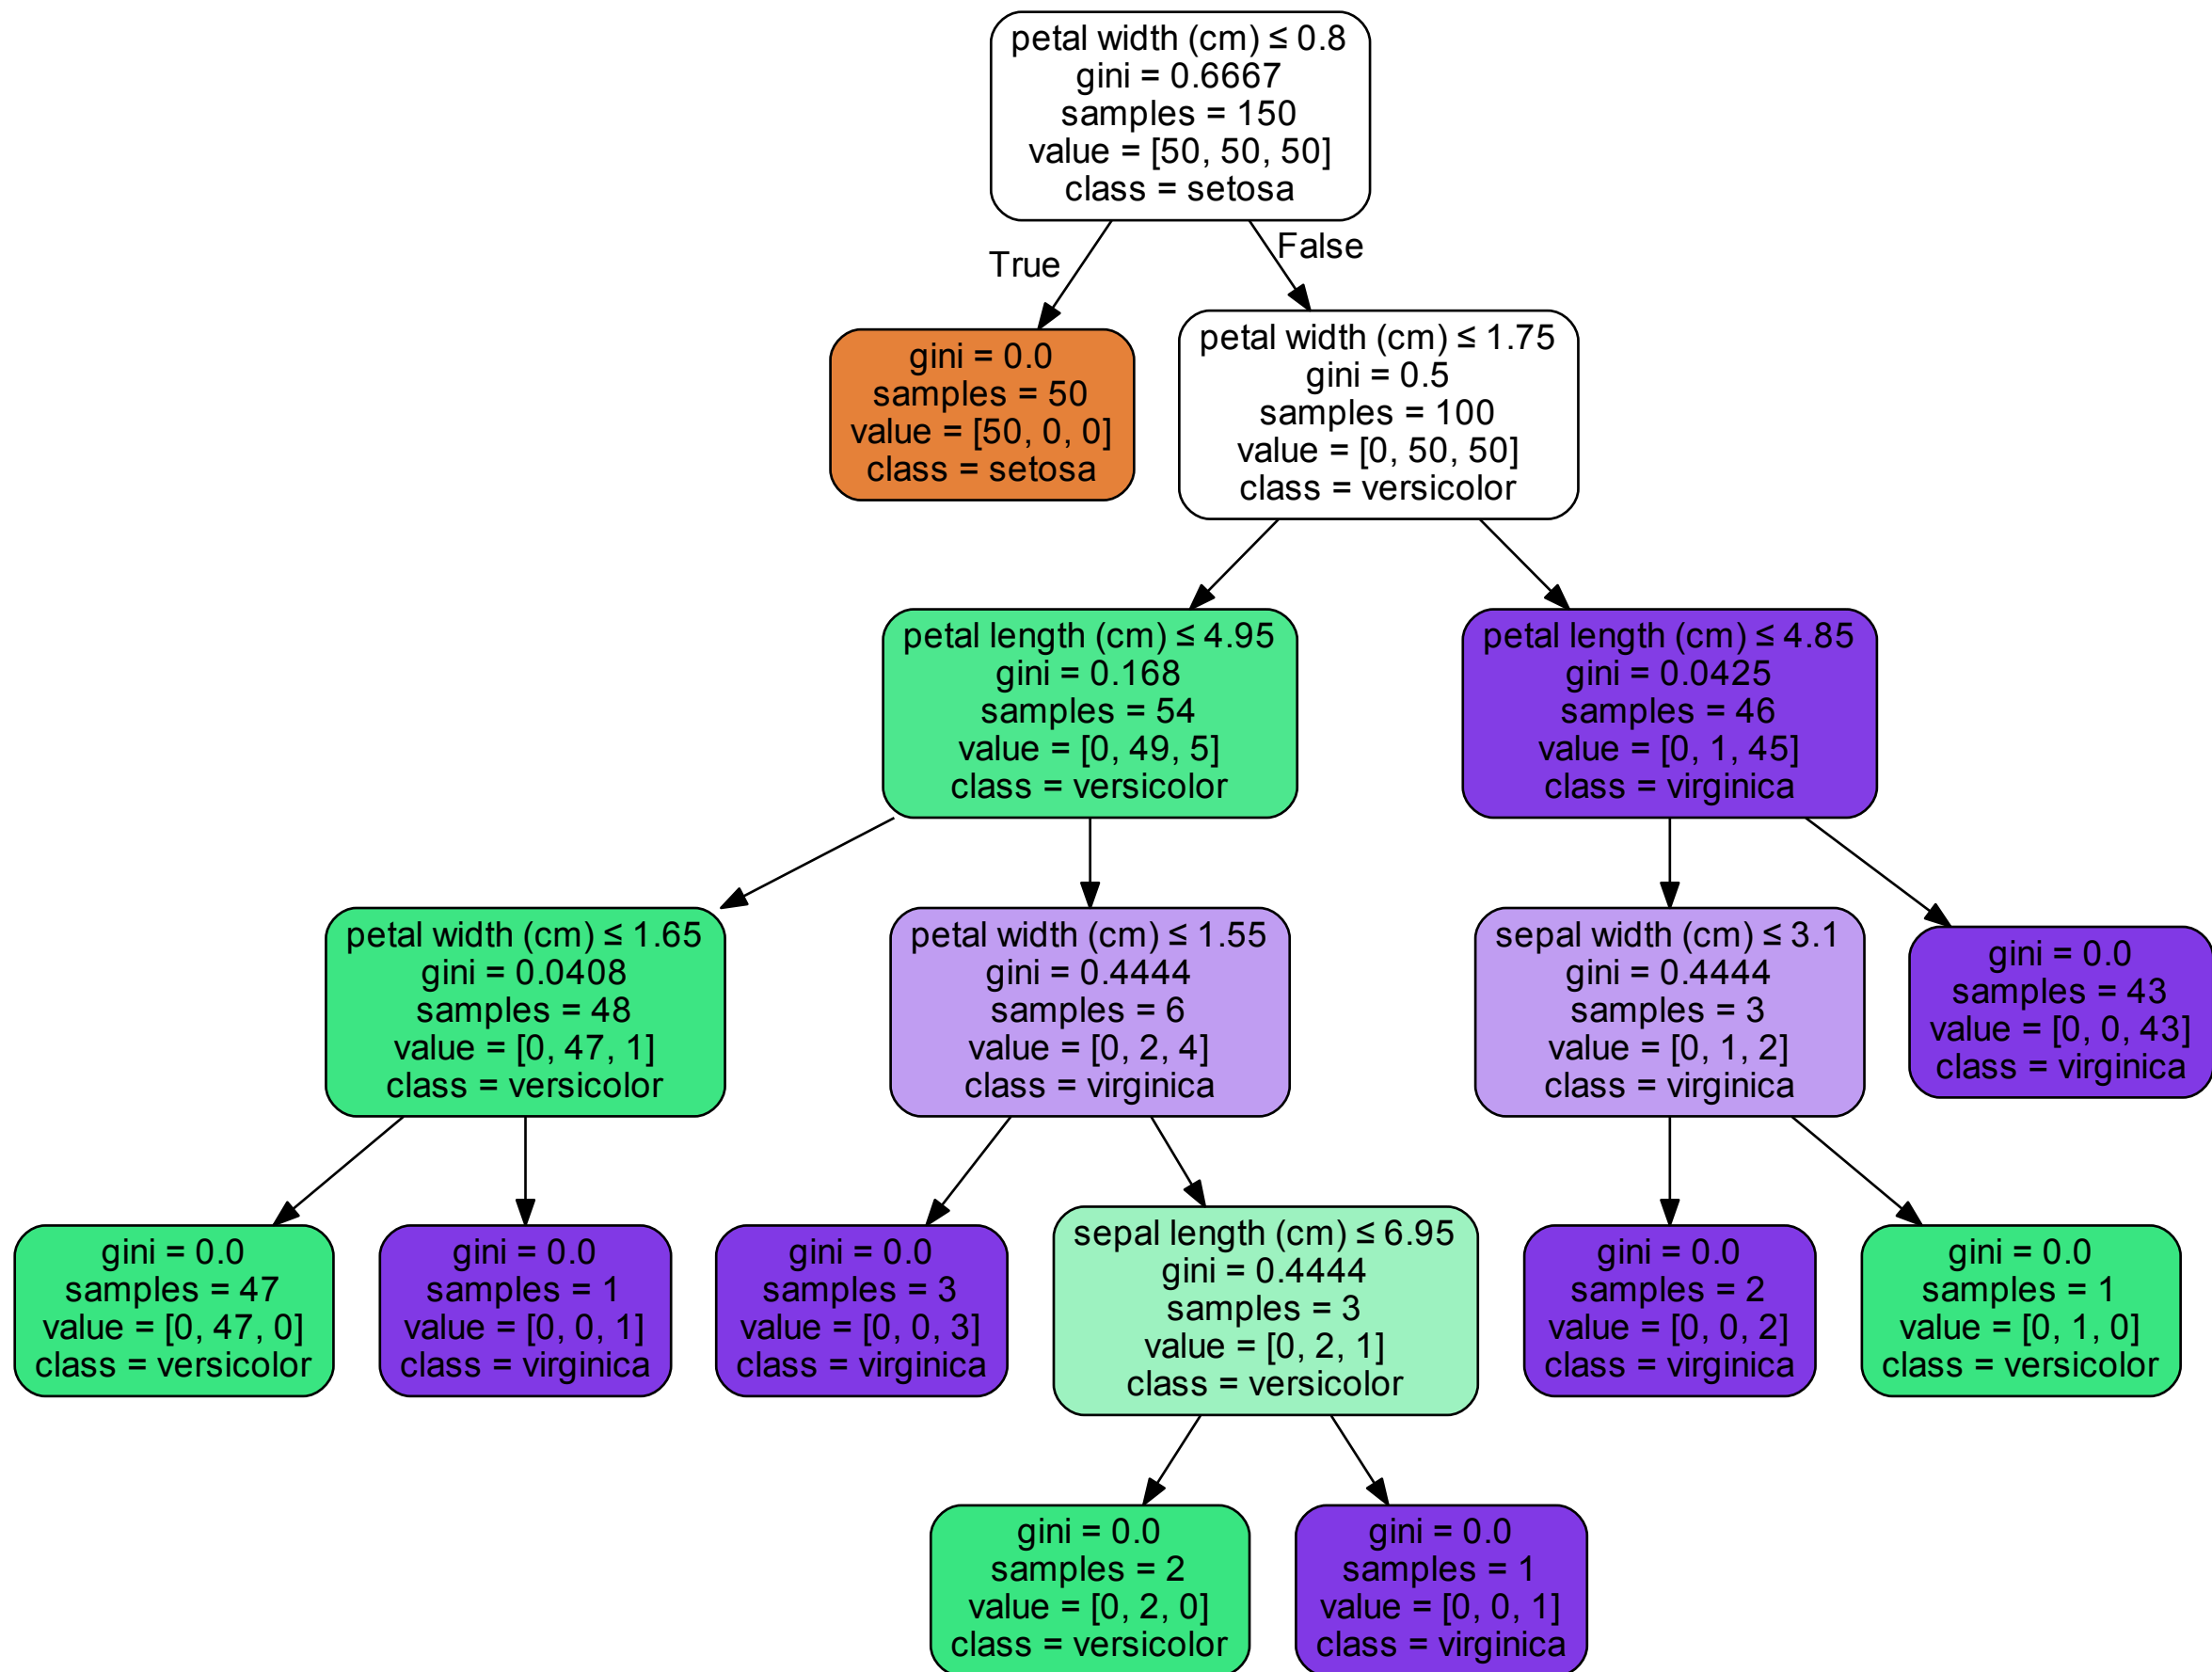 petal width (cm) ≤ 0.8
gini = 0.6667
samples = 150
value = [50, 50, 50]
class = setosa
True
False
gini = 0.0
samples = 50
value = [50, 0, 0]
class = setosa
petal width (cm) ≤ 1.75
gini = 0.5
samples = 100
value = [0, 50, 50]
class = versicolor
petal length (cm) ≤ 4.95
gini = 0.168
samples = 54
value = [0, 49, 5]
class = versicolor
petal length (cm) ≤ 4.85
gini = 0.0425
samples = 46
value = [0, 1, 45]
class = virginica
petal width (cm) ≤ 1.65
gini = 0.0408
samples = 48
value = [0, 47, 1]
class = versicolor
petal width (cm) ≤ 1.55
gini = 0.4444
samples = 6
value = [0, 2, 4]
class = virginica
sepal width (cm) ≤ 3.1
gini = 0.4444
samples = 3
value = [0, 1, 2]
class = virginica
gini = 0.0
samples = 43
value = [0, 0, 43]
class = virginica
gini = 0.0
samples = 47
value = [0, 47, 0]
class = versicolor
gini = 0.0
samples = 1
value = [0, 0, 1]
class = virginica
gini = 0.0
samples = 3
value = [0, 0, 3]
class = virginica
sepal length (cm) ≤ 6.95
gini = 0.4444
samples = 3
value = [0, 2, 1]
class = versicolor
gini = 0.0
samples = 2
value = [0, 0, 2]
class = virginica
gini = 0.0
samples = 1
value = [0, 1, 0]
class = versicolor
gini = 0.0
samples = 2
value = [0, 2, 0]
class = versicolor
gini = 0.0
samples = 1
value = [0, 0, 1]
class = virginica